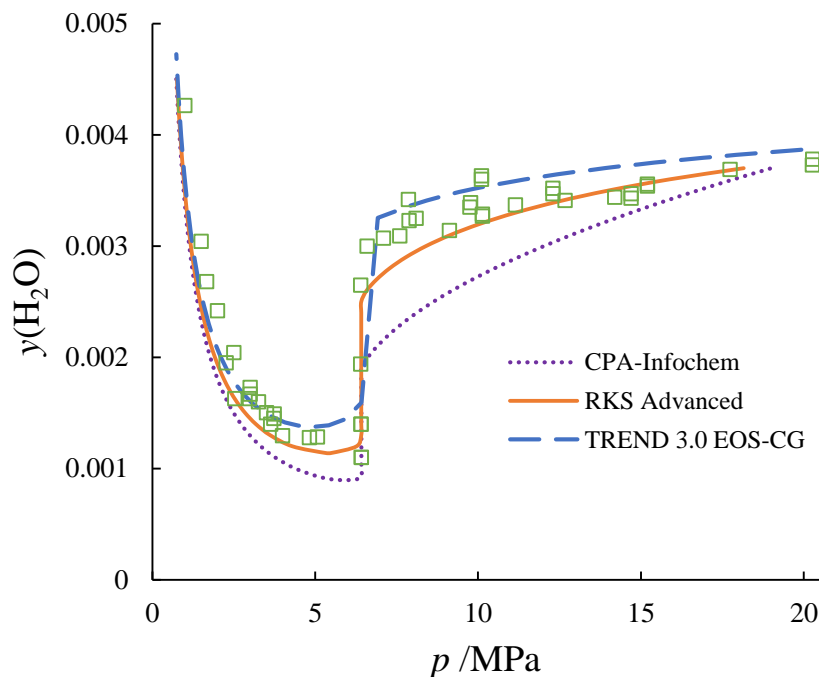 0.005
0.004
0.003
0.002
0.001
0
y(H₂O)
CPA-Infochem
RKS Advanced
TREND 3.0 EOS-CG
0 5 10 15 20
p /MPa